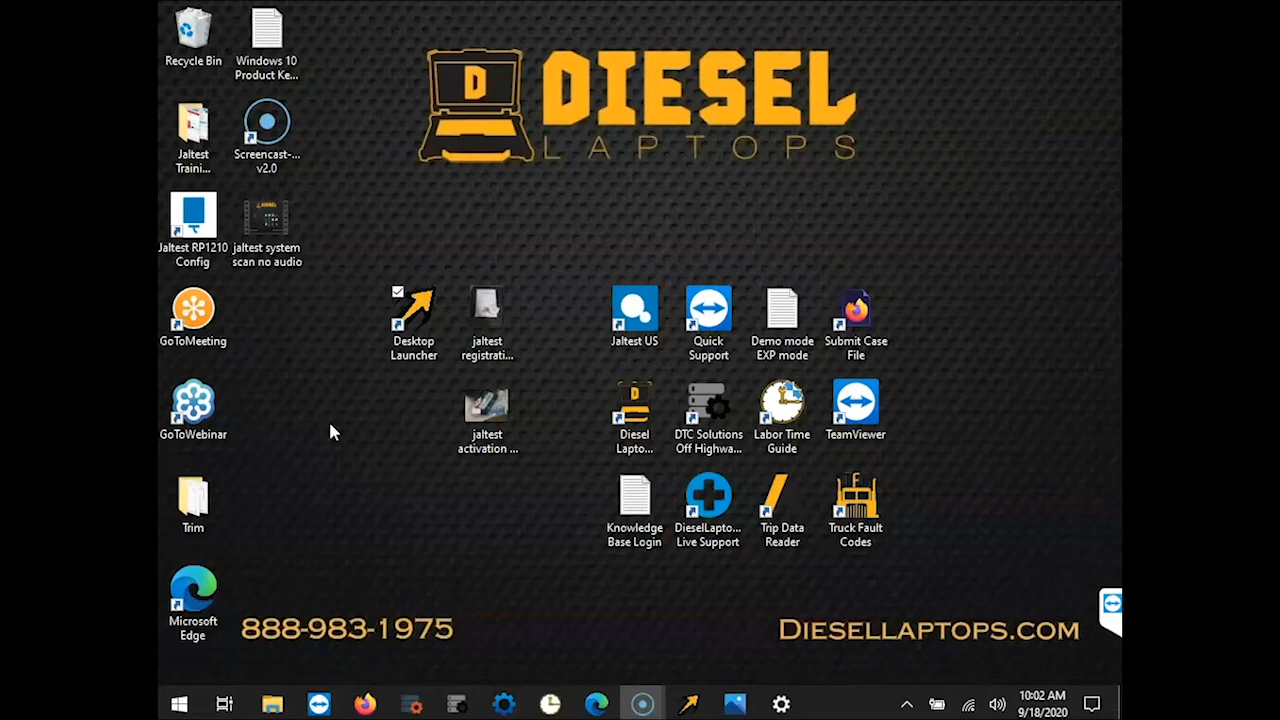 DIESEL
LAPTOPS
D
Recycle Bin
Windows 10
Product Ke...
Jaltest
Traini...
Screencast-...
v2.0
Jaltest RP1210
Config
jaltest system
scan no audio
GoToMeeting
Desktop
Launcher
jaltest
registrati...
Jaltest US
Quick
Support
Demo mode
EXP mode
Submit Case
File
GoToWebinar
jaltest
activation ...
D
Diesel
Lapto...
DTC Solutions
Off Highwa...
Labor Time
Guide
TeamViewer
Trim
Knowledge
Base Login
DieselLapto...
Live Support
Trip Data
Reader
Truck Fault
Codes
Microsoft
Edge
888-983-1975
DIESELLAPTOPS.COM
10:02 AM
9/18/2020